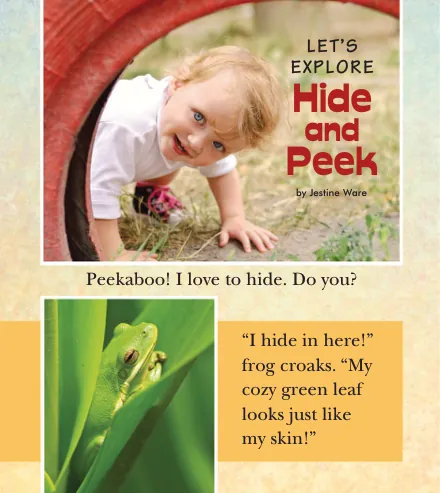 LET'S
EXPLORE
Hide
and
Peek
by Jestine Ware
Peekaboo! I love to hide. Do you?
“I hide in here!”
frog croaks. “My
cozy green leaf
looks just like
my skin!”